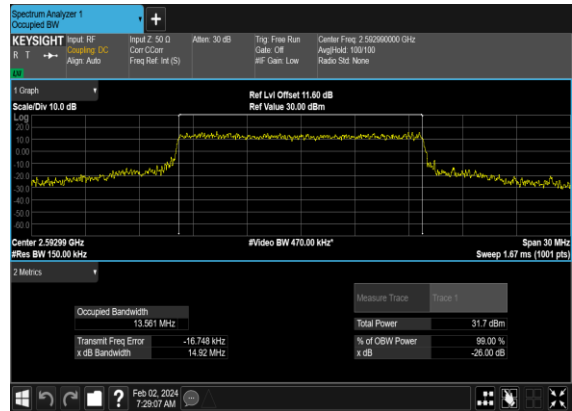 Spectrum Analyzer 1
Occupied BW
+
KEYSIGHT Input: RF Input Z: 50 Ω Atten: 30 dB Trig: Free Run Center Freq: 2.592990000 GHz
R T Coupling: DC Corr CCorr Gate: Off Avg|Hold: 100/100
Align: Auto Freq Ref: Int (S) #IF Gain: Low Radio Std: None
LW
1 Graph
Ref Lvl Offset 11.60 dB
Scale/Div 10.0 dB Ref Value 30.00 dBm
Log
20.0
10.0
0.00
-10.0
-20.0
-30.0
-40.0
-50.0
-60.0
Center 2.59299 GHz #Video BW 470.00 kHz* Span 30 MHz
#Res BW 150.00 kHz Sweep 1.67 ms (1001 pts)
2 Metrics
Measure Trace Trace 1
Occupied Bandwidth
13.561 MHz Total Power 31.7 dBm
Transmit Freq Error -16.748 kHz % of OBW Power 99.00 %
x dB Bandwidth 14.92 MHz x dB -26.00 dB
? Feb 02, 2024
7:29:07 AM